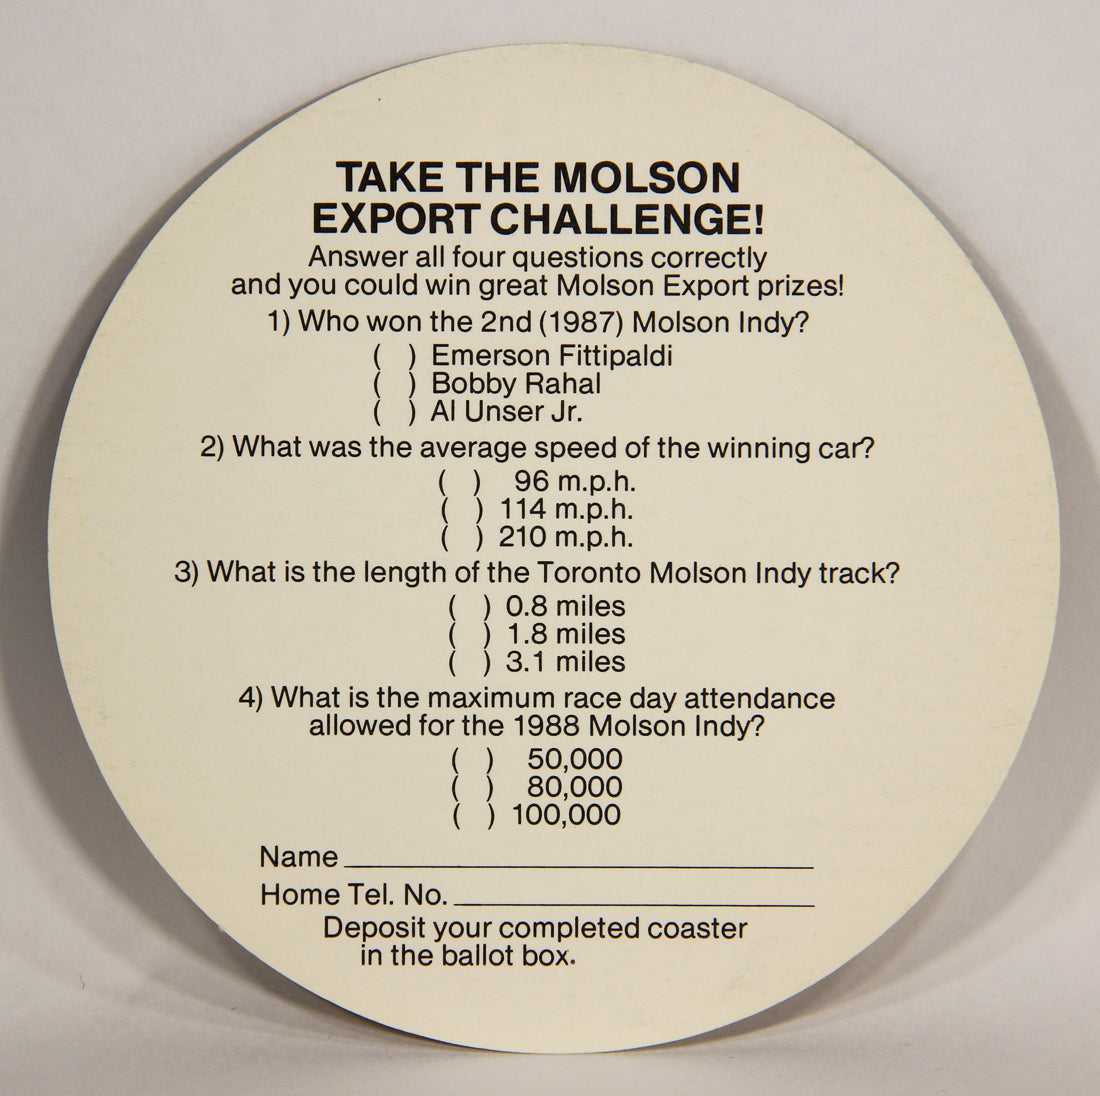 TAKE THE MOLSON
EXPORT CHALLENGE!
Answer all four questions correctly
and you could win great Molson Export prizes!
1) Who won the 2nd (1987) Molson Indy?
( ) Emerson Fittipaldi
( ) Bobby Rahal
( ) Al Unser Jr.
2) What was the average speed of the winning car?
( ) 96 m.p.h.
( ) 114 m.p.h.
( ) 210 m.p.h.
3) What is the length of the Toronto Molson Indy track?
( ) 0.8 miles
( ) 1.8 miles
( ) 3.1 miles
4) What is the maximum race day attendance
allowed for the 1988 Molson Indy?
( ) 50,000
( ) 80,000
( ) 100,000
Name
Home Tel. No.
Deposit your completed coaster
in the ballot box.